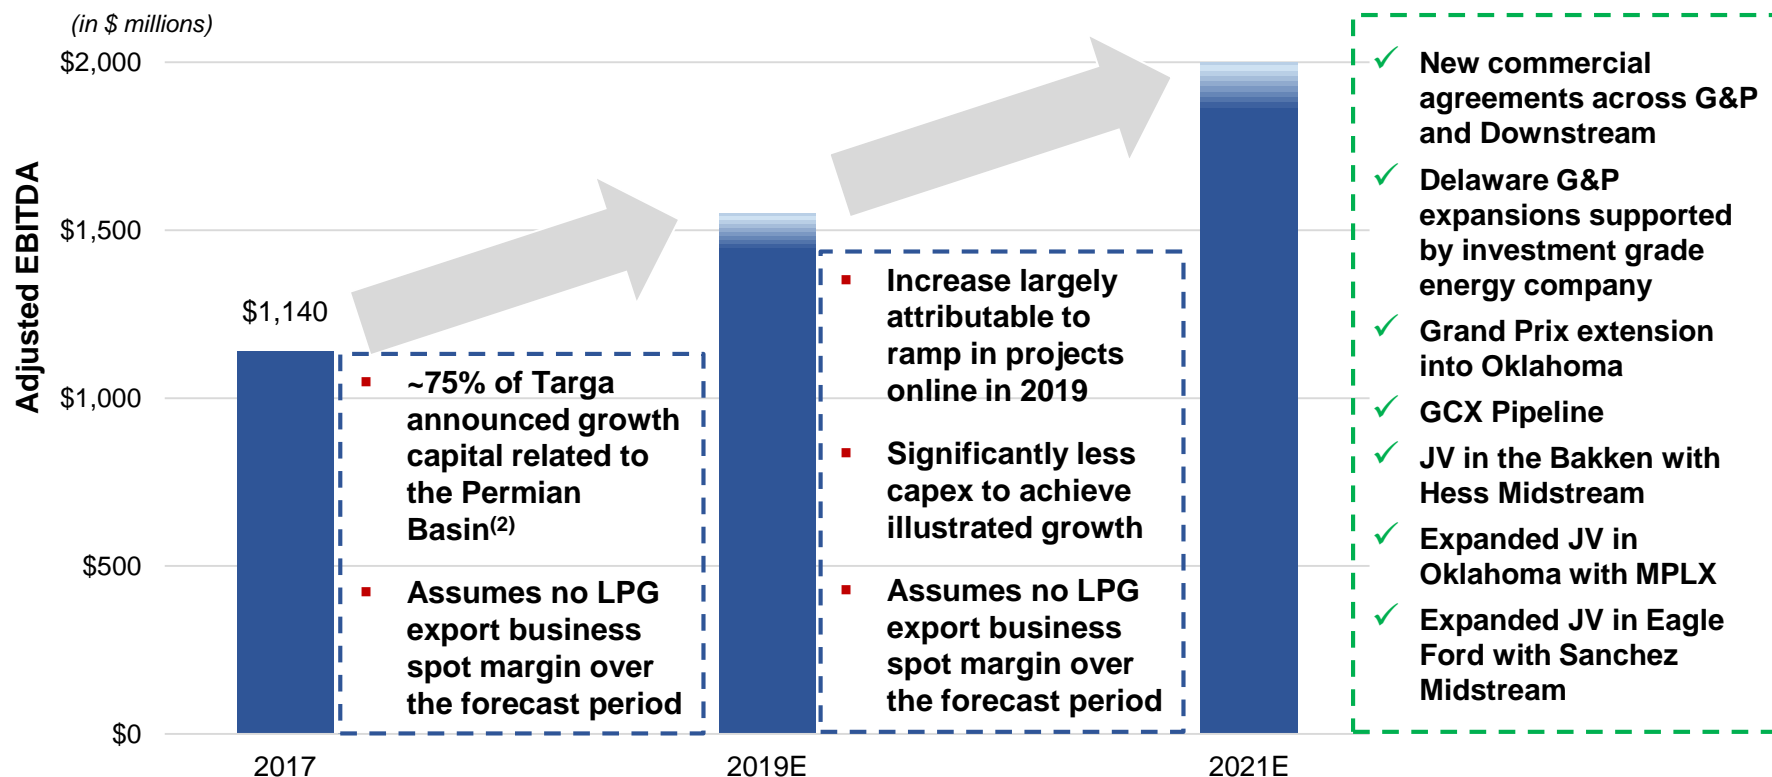 (in $ millions)
Adjusted EBITDA
$2,000
$1,500
$1,000
$500
$0
$1,140
2017
2019E
2021E
▪ ~75% of Targa
announced growth
capital related to
the Permian
Basin(2)
▪ Assumes no LPG
export business
spot margin over
the forecast period
▪ Increase largely
attributable to
ramp in projects
online in 2019
▪ Significantly less
capex to achieve
illustrated growth
▪ Assumes no LPG
export business
spot margin over
the forecast period
✓ New commercial
agreements across G&P
and Downstream
✓ Delaware G&P
expansions supported
by investment grade
energy company
✓ Grand Prix extension
into Oklahoma
✓ GCX Pipeline
✓ JV in the Bakken with
Hess Midstream
✓ Expanded JV in
Oklahoma with MPLX
✓ Expanded JV in Eagle
Ford with Sanchez
Midstream